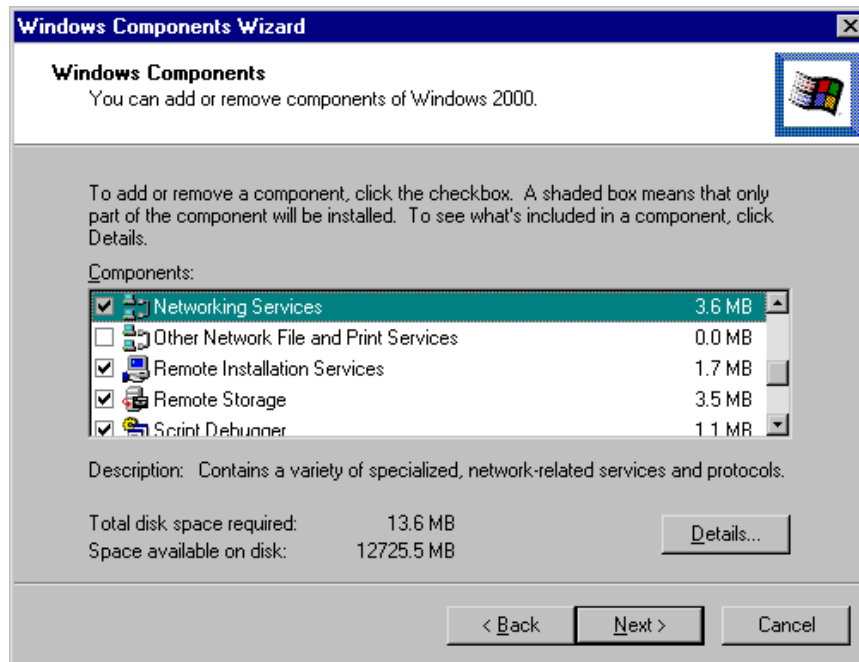 Windows Components Wizard
Windows Components
You can add or remove components of Windows 2000.
To add or remove a component, click the checkbox. A shaded box means that only
part of the component will be installed. To see what's included in a component, click
Details.
Components:
Networking Services 3.6 MB
Other Network File and Print Services 0.0 MB
Remote Installation Services 1.7 MB
Remote Storage 3.5 MB
Script Debugger 1.1 MB
Description: Contains a variety of specialized, network-related services and protocols.
Total disk space required: 13.6 MB
Space available on disk: 12725.5 MB
Details...
< Back Next > Cancel